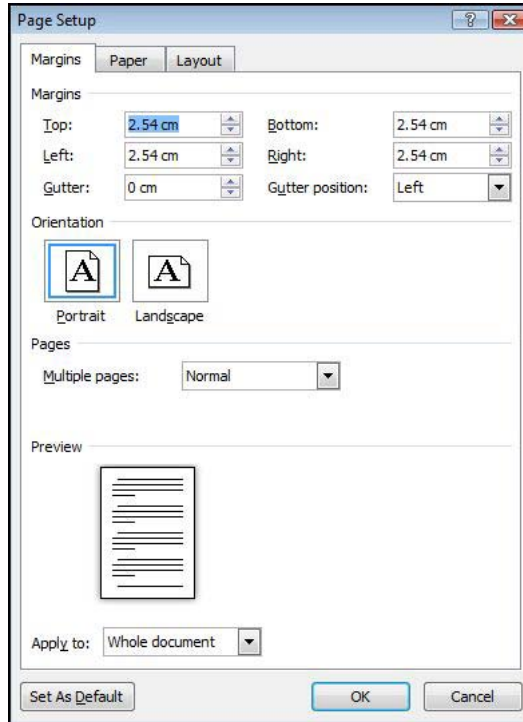 Page Setup
Margins Paper Layout
Margins
Top: 2.54 cm Bottom: 2.54 cm
Left: 2.54 cm Right: 2.54 cm
Gutter: 0 cm Gutter position: Left
Orientation
A A
Portrait Landscape
Pages
Multiple pages: Normal
Preview
Apply to: Whole document
Set As Default OK Cancel